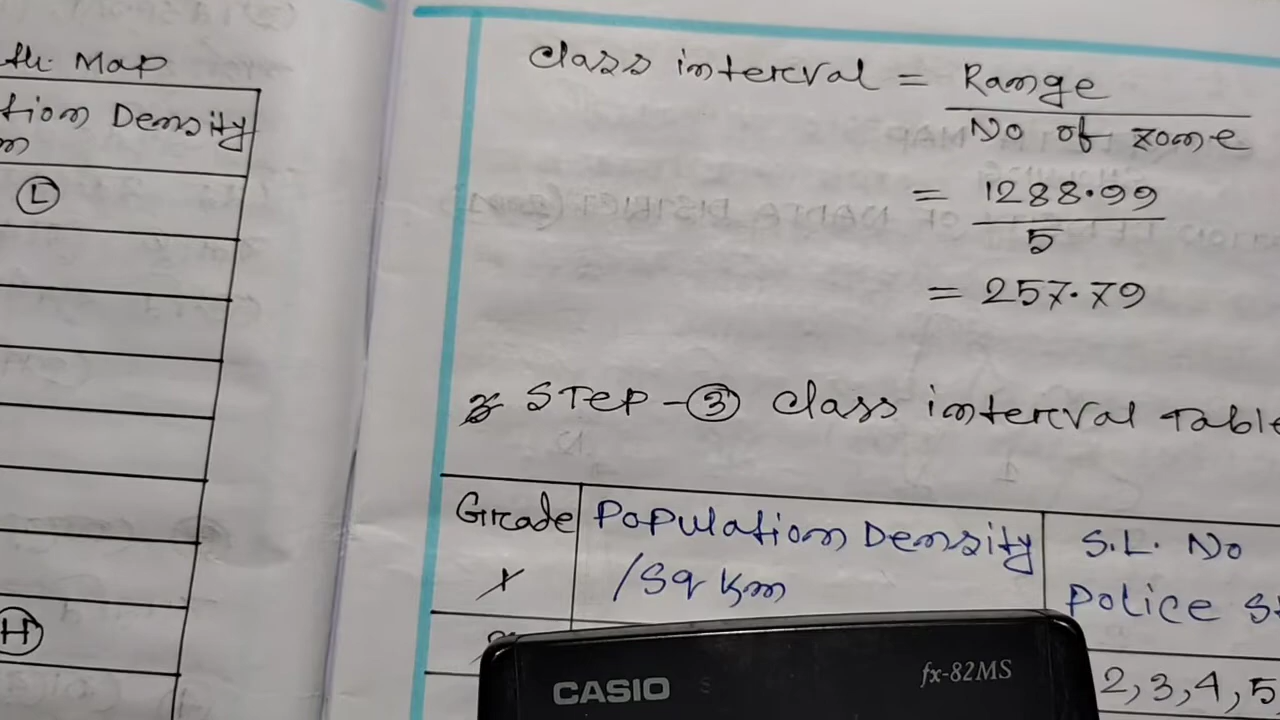 the Map
tion Density
m
L
H
Class interval = Range
No of zone
= 1288.99
5
= 257.79
STEP - 3 Class interval Table
Grade
Population Density
/Sq Km
S.L. No
Police
2,3,4,5
CASIO
fx-82MS